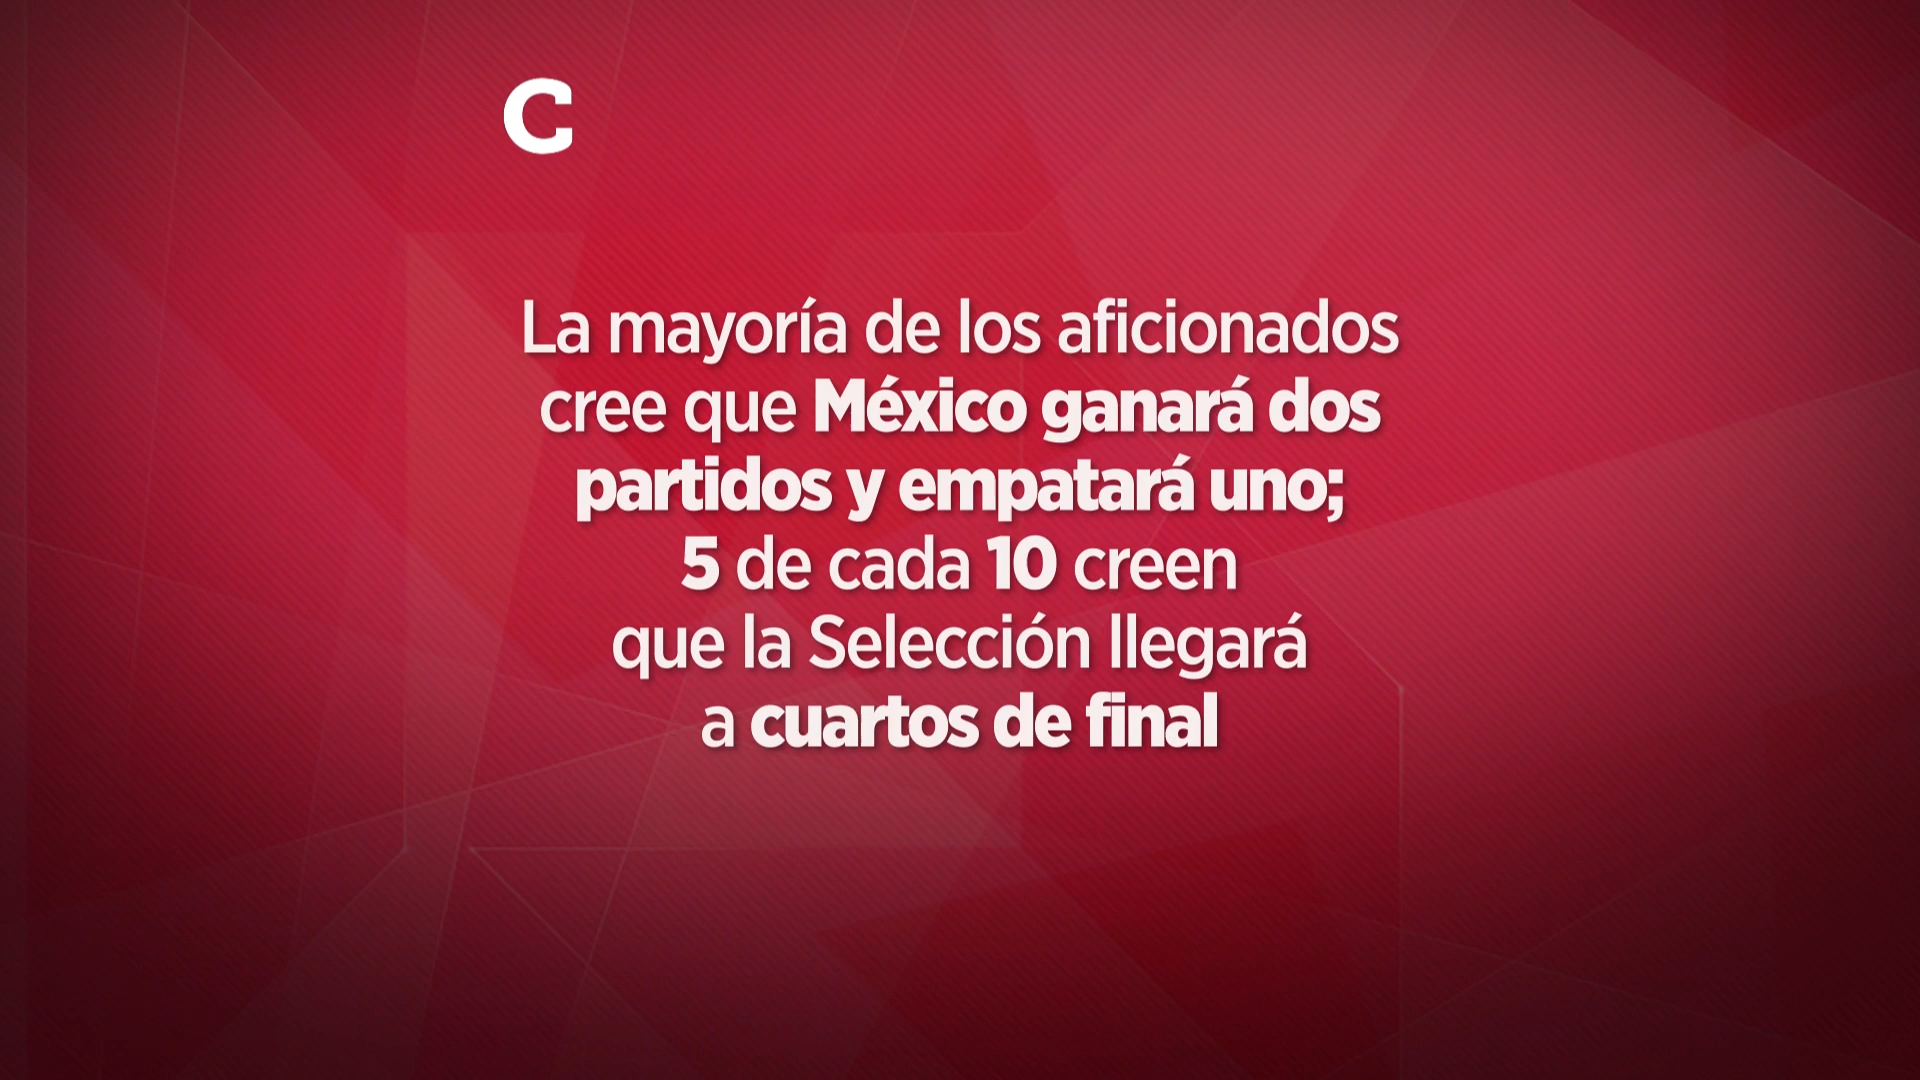 C
La mayoría de los aficionados
cree que México ganará dos
partidos y empatará uno;
5 de cada 10 creen
que la Selección llegará
a cuartos de final